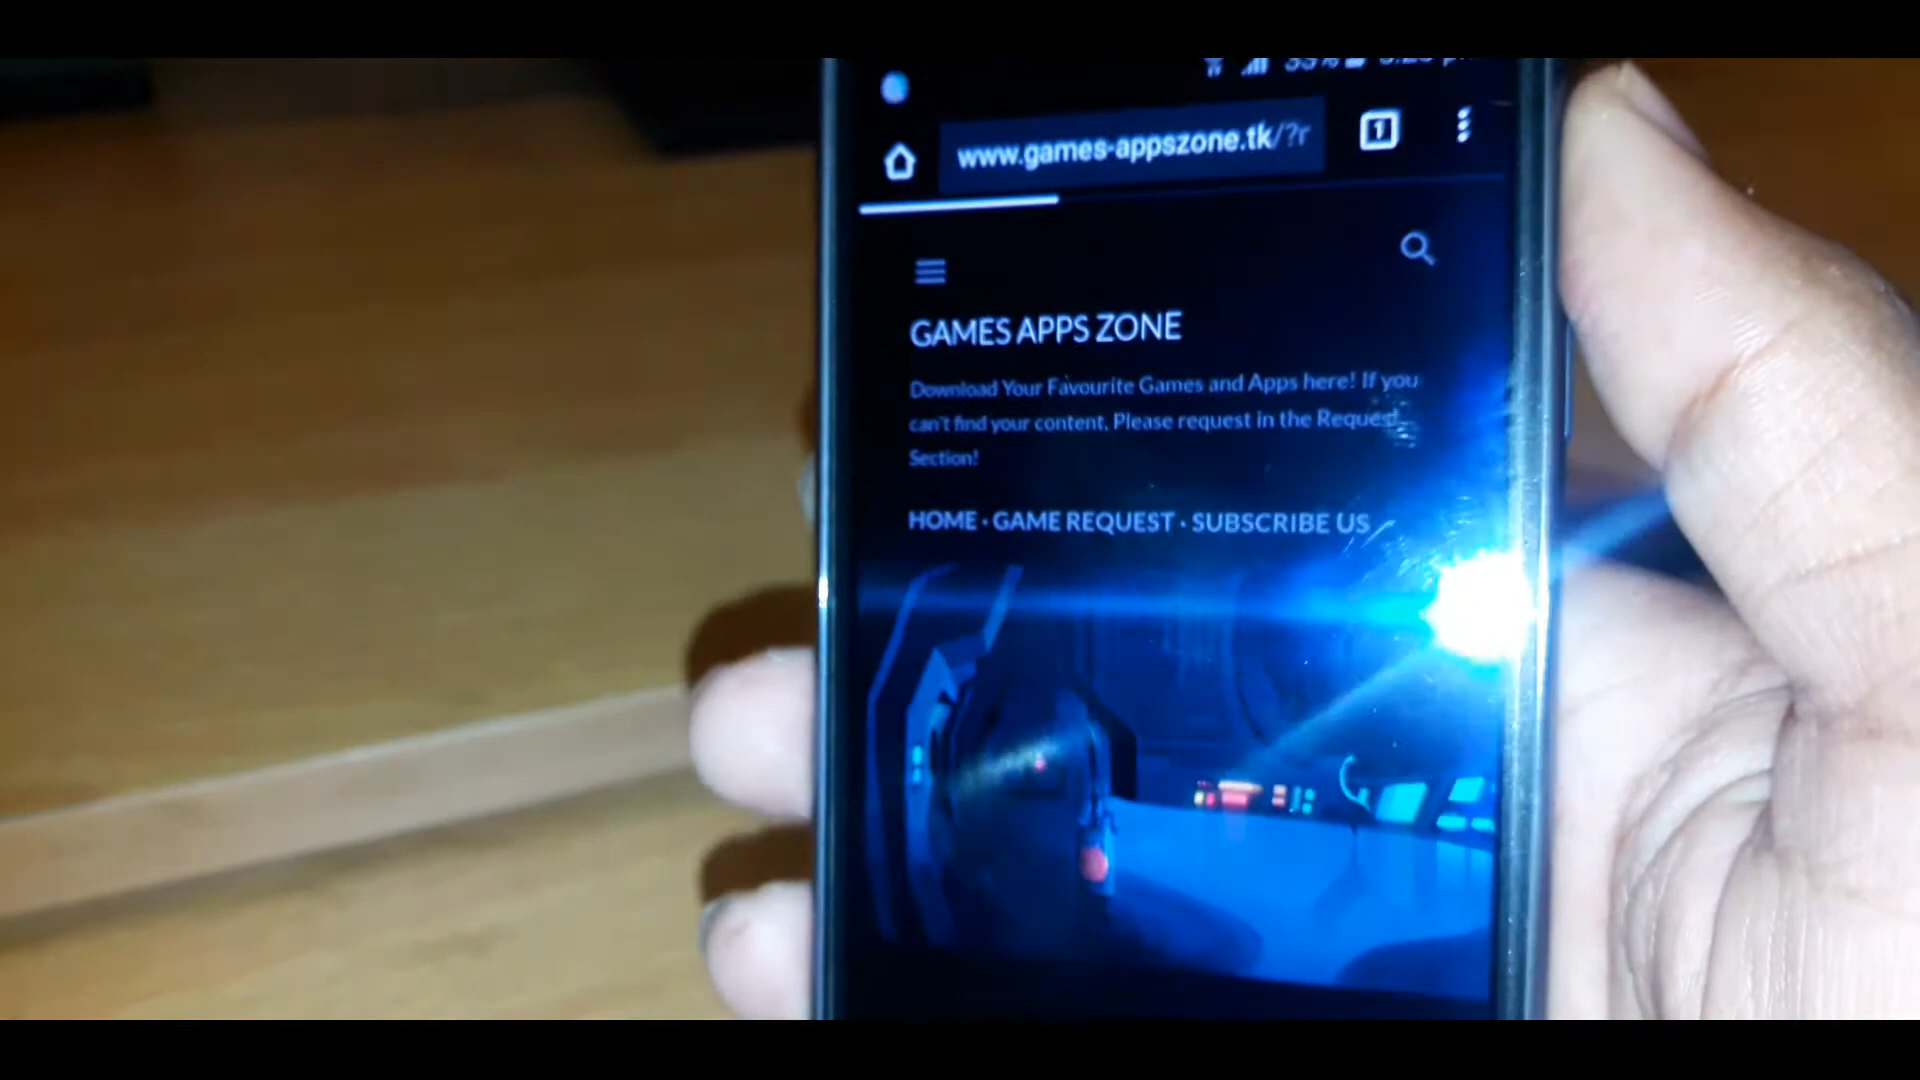 www.games-appszone.tk/?r
1
GAMES APPS ZONE
Download Your Favourite Games and Apps here! If you
can't find your content, Please request in the Request
Section!
HOME · GAME REQUEST · SUBSCRIBE US